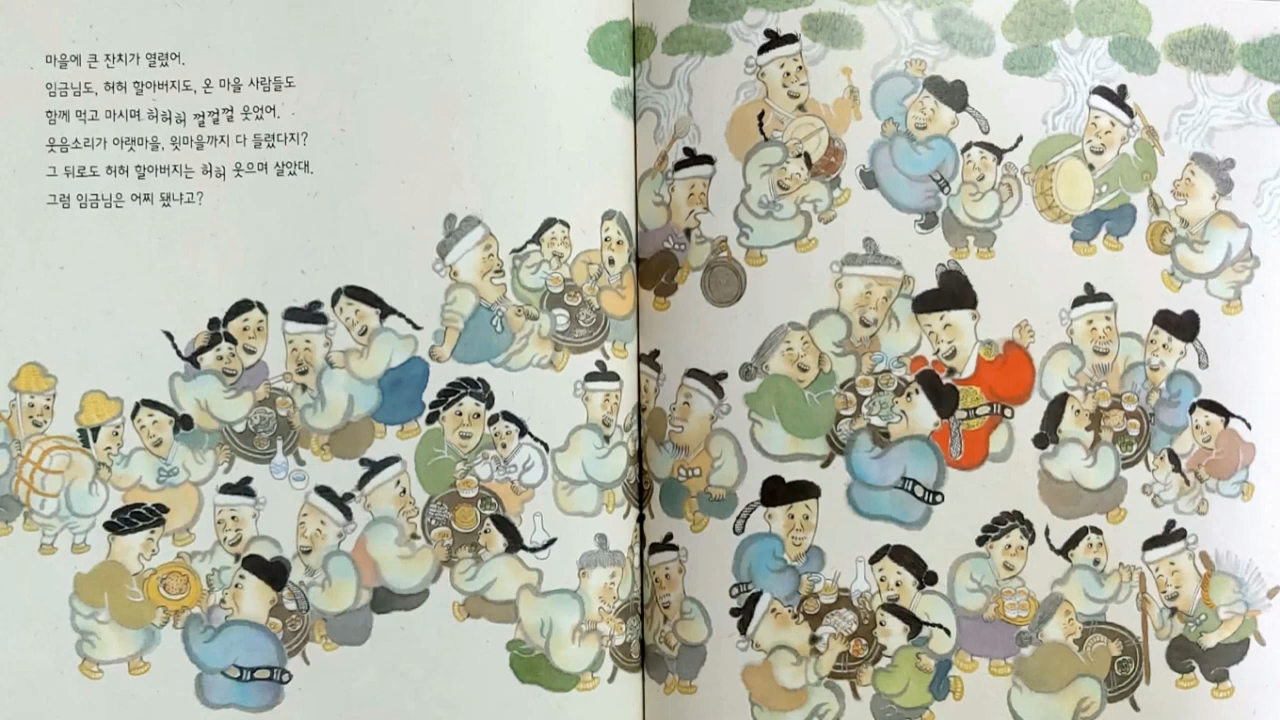 마을에 큰 잔치가 열렸어.
임금님도, 허허 할아버지도, 온 마을 사람들도
함께 먹고 마시며 허허허 껄껄껄 웃었어.
웃음소리가 아랫마을, 윗마을까지 다 들렸다지?
그 뒤로도 허허 할아버지는 허허 웃으며 살았대.
그럼 임금님은 어찌 됐냐고?